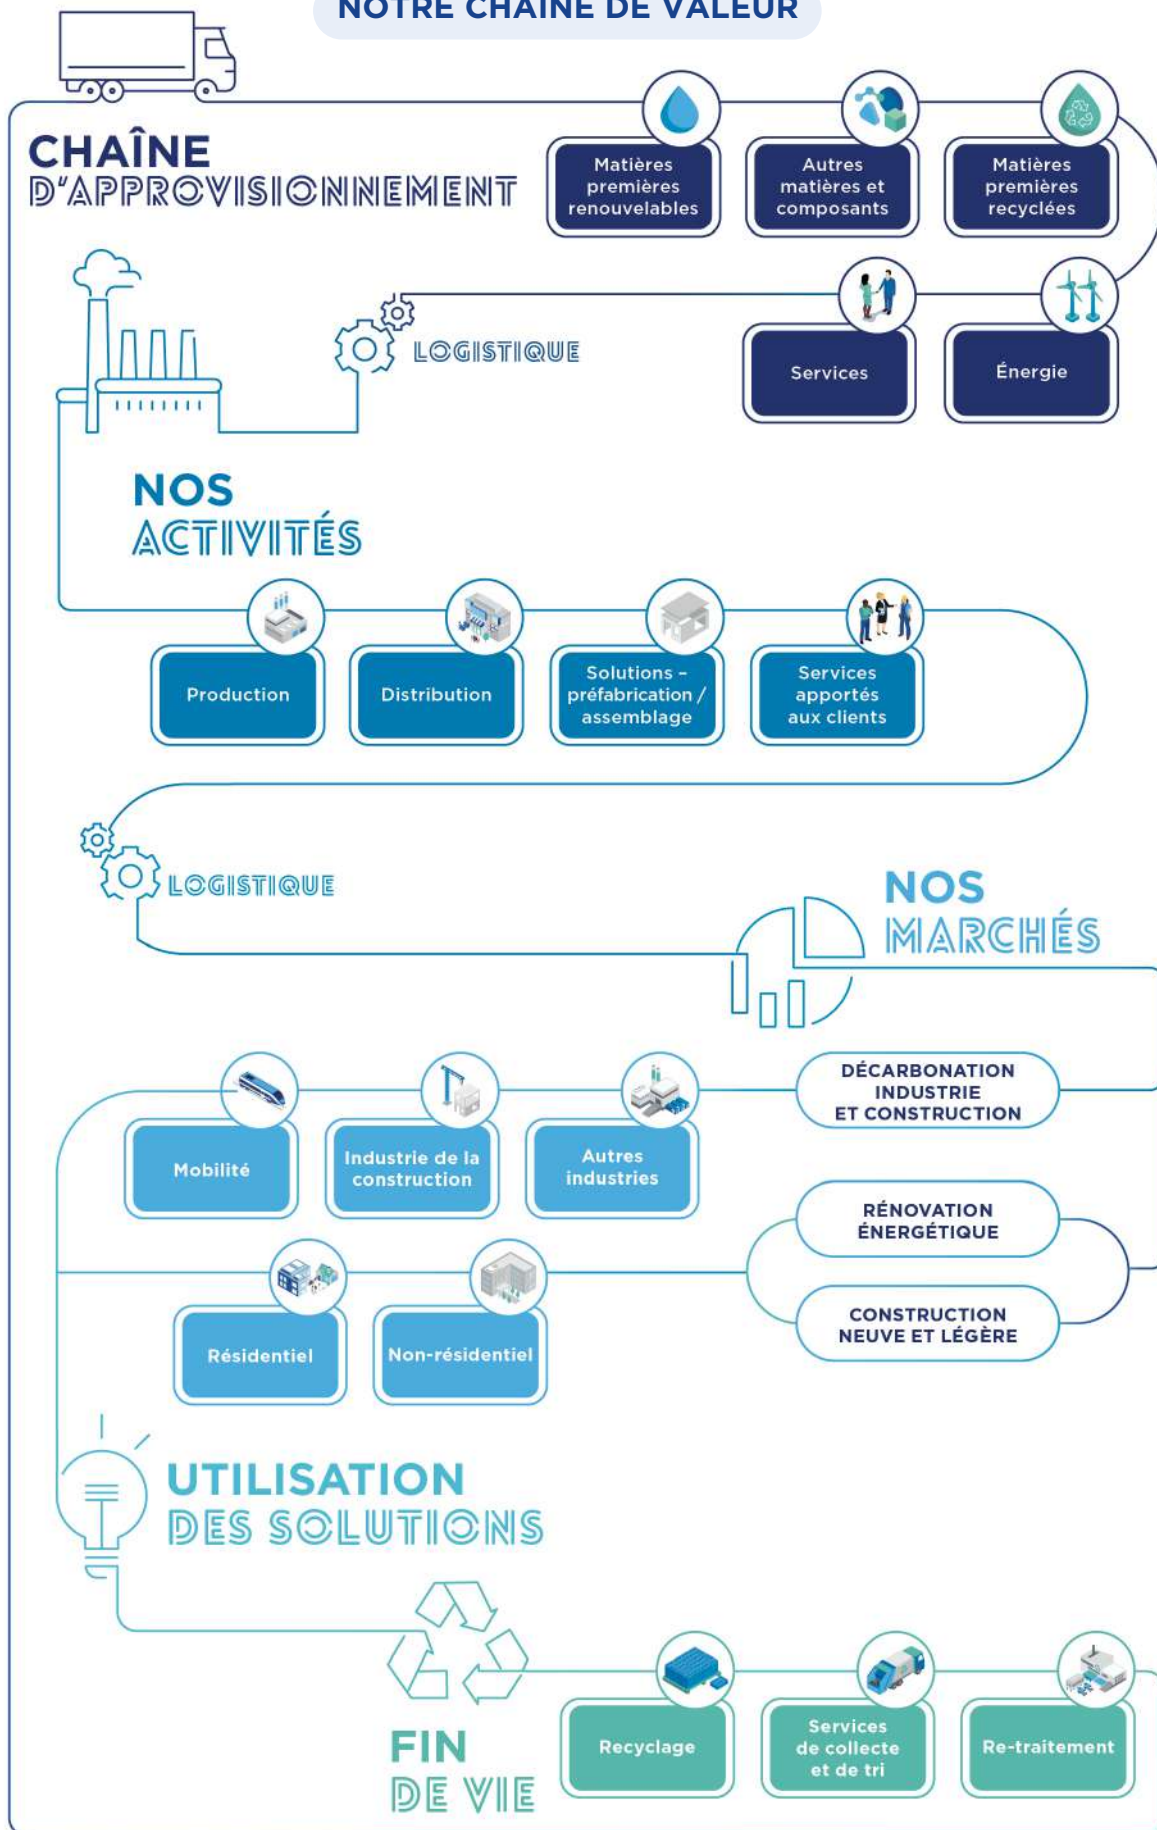 NOTRE CHAÎNE DE VALEUR
CHAÎNE
D'APPROVISIONNEMENT
Matières
premières
renouvelables
Autres
matières et
composants
Matières
premières
recyclées
LOGISTIQUE
Services
Énergie
NOS
ACTIVITÉS
Production
Distribution
Solutions –
préfabrication /
assemblage
Services
apportés
aux clients
LOGISTIQUE
NOS
MARCHÉS
DÉCARBONATION
INDUSTRIE
ET CONSTRUCTION
Mobilité
Industrie de la
construction
Autres
industries
RÉNOVATION
ÉNERGÉTIQUE
CONSTRUCTION
NEUVE ET LÉGÈRE
Résidentiel
Non-résidentiel
UTILISATION
DES SOLUTIONS
FIN
DE VIE
Recyclage
Services
de collecte
et de tri
Re-traitement